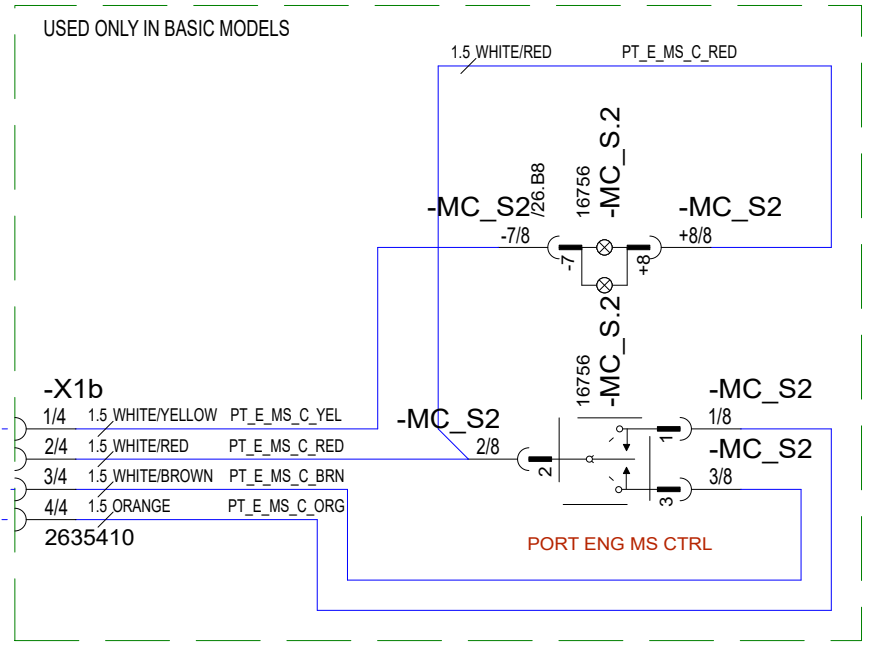 USED ONLY IN BASIC MODELS
1.5 WHITE/RED PT_E_MS_C_RED
-MC_S2
-7/8
/26.B8
16756
-MC_S.2
-MC_S2
+8/8
-7
+8
16756
-MC_S.2
-X1b
1/4 1.5 WHITE/YELLOW PT_E_MS_C_YEL
2/4 1.5 WHITE/RED PT_E_MS_C_RED
3/4 1.5 WHITE/BROWN PT_E_MS_C_BRN
4/4 1.5 ORANGE PT_E_MS_C_ORG
2635410
-MC_S2
2/8
2
1
3
-MC_S2
1/8
-MC_S2
3/8
PORT ENG MS CTRL